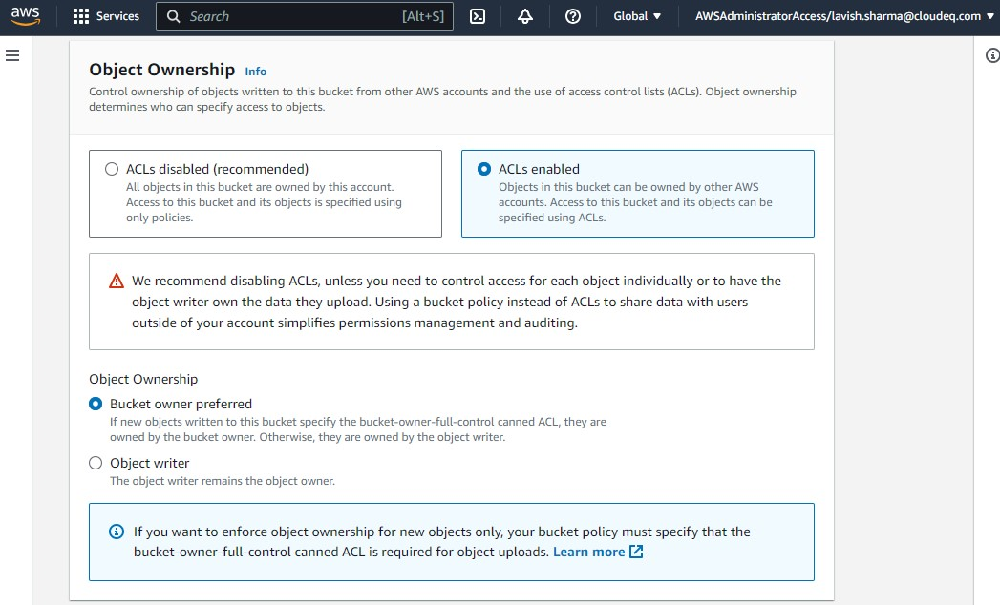 aws
Services
Search
[Alt+S]
Global ▼
AWSAdministratorAccess/lavish.sharma@cloudeq.com ▼
Object Ownership Info
Control ownership of objects written to this bucket from other AWS accounts and the use of access control lists (ACLs). Object ownership
determines who can specify access to objects.
ACLs disabled (recommended)
All objects in this bucket are owned by this account.
Access to this bucket and its objects is specified using
only policies.
ACLs enabled
Objects in this bucket can be owned by other AWS
accounts. Access to this bucket and its objects can be
specified using ACLs.
We recommend disabling ACLs, unless you need to control access for each object individually or to have the
object writer own the data they upload. Using a bucket policy instead of ACLs to share data with users
outside of your account simplifies permissions management and auditing.
Object Ownership
Bucket owner preferred
If new objects written to this bucket specify the bucket-owner-full-control canned ACL, they are
owned by the bucket owner. Otherwise, they are owned by the object writer.
Object writer
The object writer remains the object owner.
If you want to enforce object ownership for new objects only, your bucket policy must specify that the
bucket-owner-full-control canned ACL is required for object uploads. Learn more